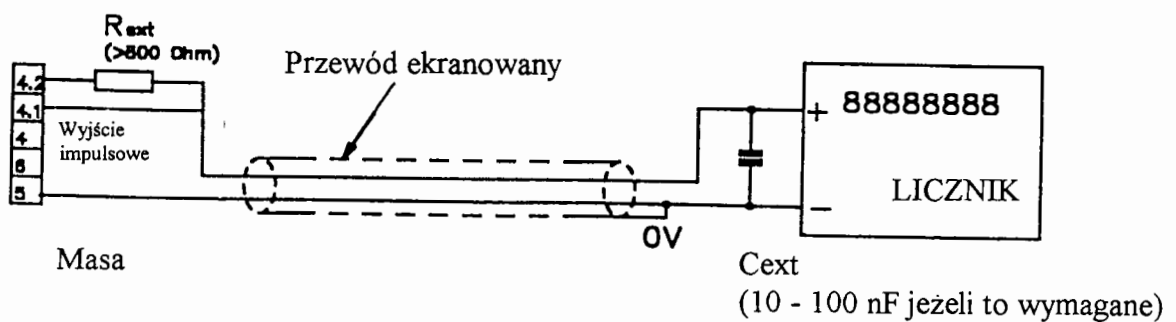 Rext
(>500 Ohm)
Przewód ekranowany
4.2
4.1
4
6
5
Wyjście
impulsowe
+ 88888888
LICZNIK
−
0V
Masa
Cext
(10 - 100 nF jeżeli to wymagane)